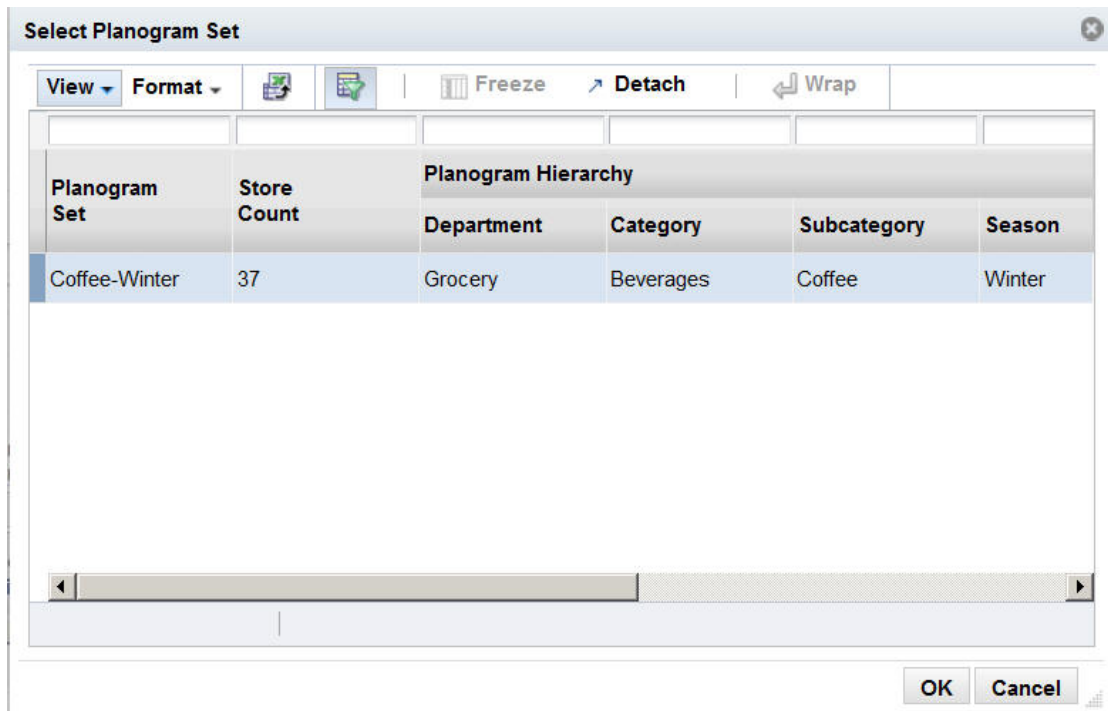 Select Planogram Set
View Format Freeze Detach Wrap
Planogram Hierarchy
Planogram Set
Store Count
Department Category Subcategory Season
Coffee-Winter 37 Grocery Beverages Coffee Winter
OK Cancel